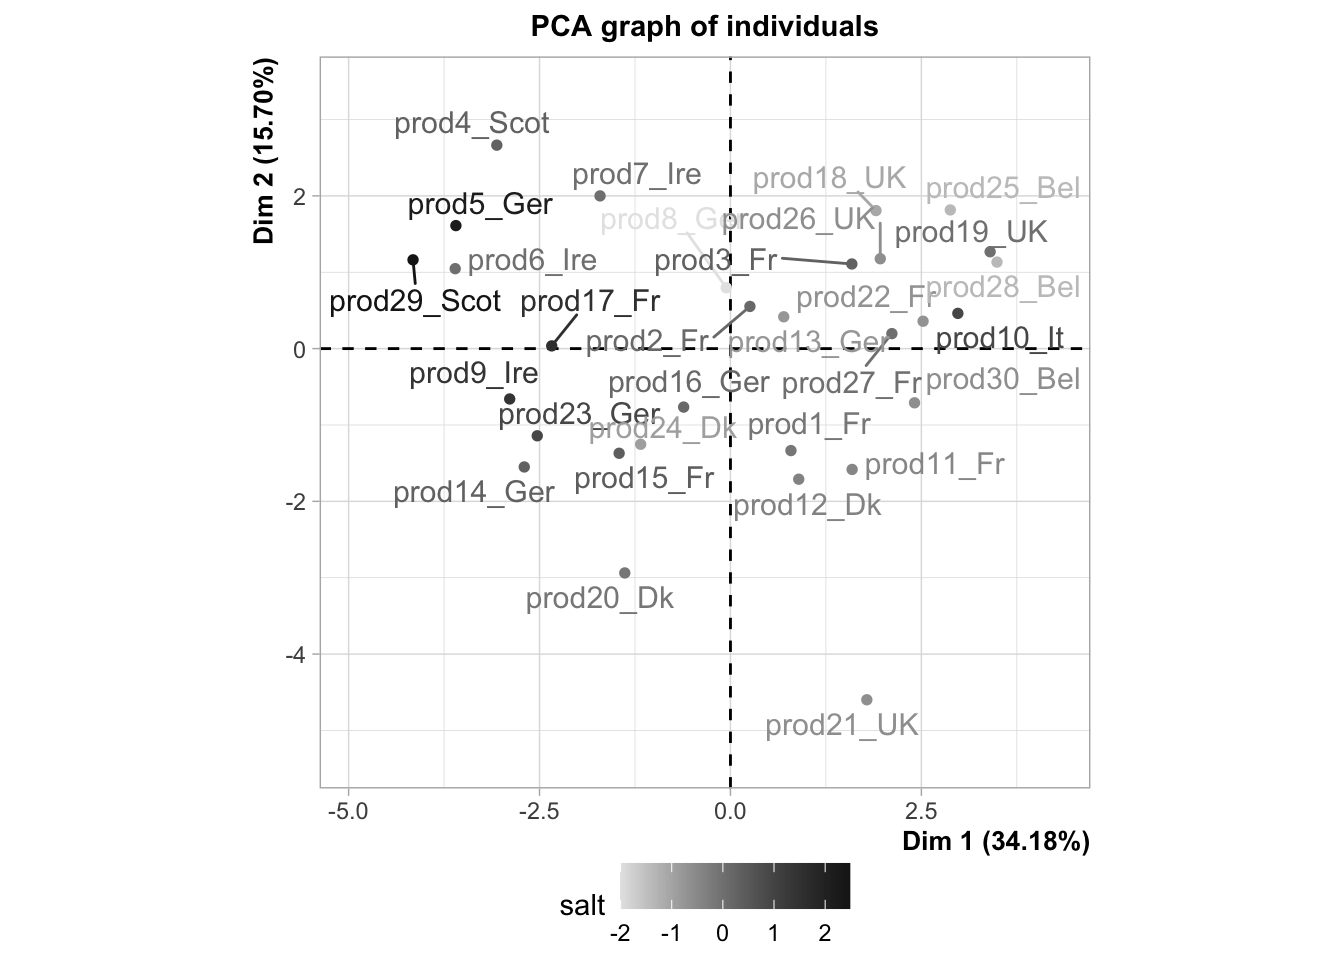 PCA graph of individuals
Dim 2 (15.70%)
2
0
-2
-4
prod4_Scot
prod7_Ire
prod18_UK
prod25_Bel
prod5_Ger
prod8_Ger
prod26_UK
prod19_UK
prod6_Ire
prod3_Fr
prod28_Bel
prod29_Scot
prod17_Fr
prod22_Fr
prod2_Fr
prod13_Ger
prod10_It
prod9_Ire
prod16_Ger
prod27_Fr
prod30_Bel
prod23_Ger
prod24_Dk
prod1_Fr
prod15_Fr
prod11_Fr
prod14_Ger
prod12_Dk
prod20_Dk
prod21_UK
-5.0
-2.5
0.0
2.5
Dim 1 (34.18%)
salt
-2
-1
0
1
2